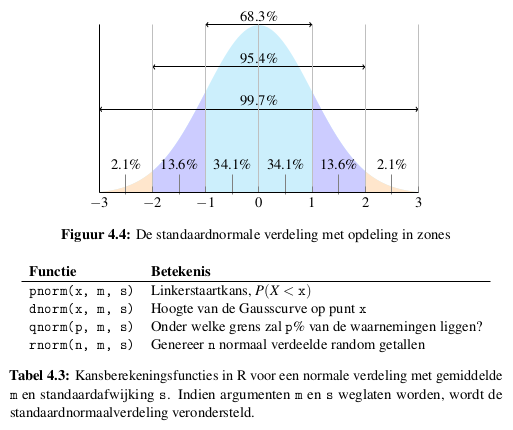 68.3%
95.4%
99.7%
2.1% 13.6% 34.1% 34.1% 13.6% 2.1%
−3 −2 −1 0 1 2 3
Figuur 4.4: De standaardnormale verdeling met opdeling in zones
Functie Betekenis
pnorm(x, m, s) Linkerstaartkans, P(X < x)
dnorm(x, m, s) Hoogte van de Gausscurve op punt x
qnorm(p, m, s) Onder welke grens zal p% van de waarnemingen liggen?
rnorm(n, m, s) Genereer n normaal verdeelde random getallen
Tabel 4.3: Kansberekeningsfuncties in R voor een normale verdeling met gemiddelde
m en standaardafwijking s. Indien argumenten m en s weglaten worden, wordt de
standaardnormaalverdeling verondersteld.